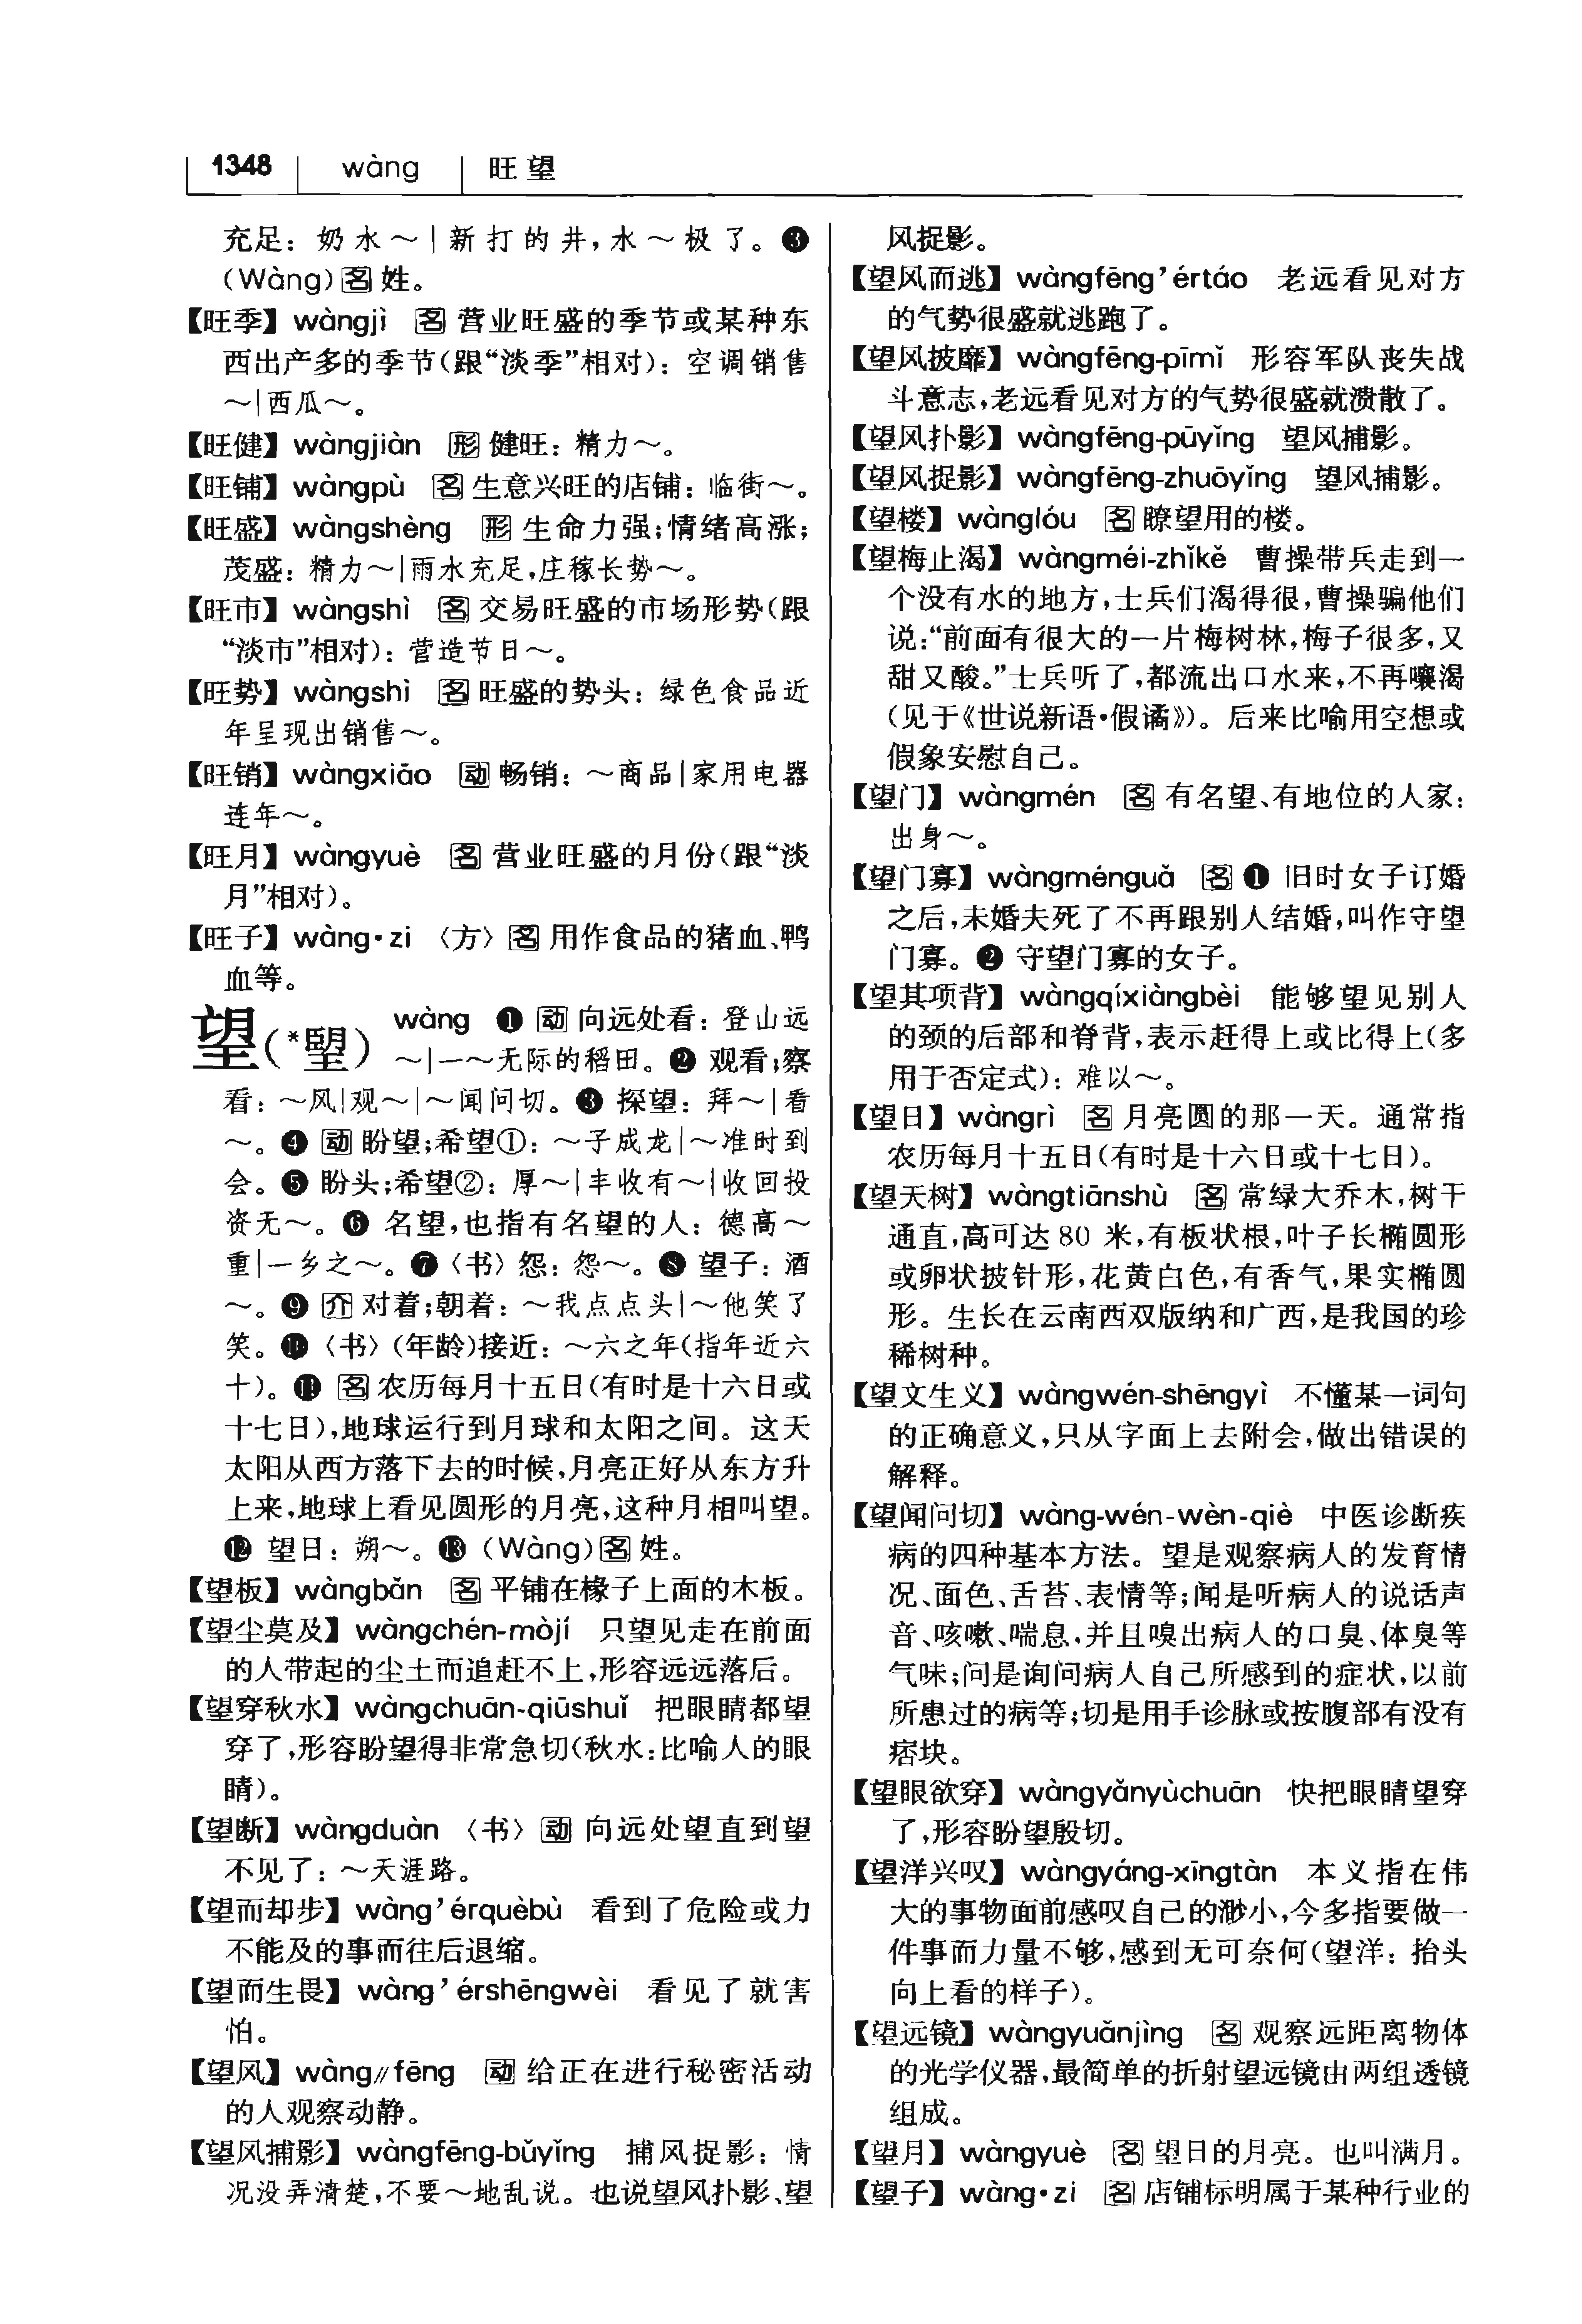 1348 wàng 旺望
充足：奶水～|新打的井，水～极了。❸
（Wàng）名 姓。
【旺季】wàngjì 名 营业旺盛的季节或某种东
西出产多的季节（跟“淡季”相对）：空调销售
～|西瓜～。
【旺健】wàngjiàn 形 健旺：精力～。
【旺铺】wàngpù 名 生意兴旺的店铺：临街～。
【旺盛】wàngshèng 形 生命力强；情绪高涨；
茂盛：精力～|雨水充足，庄稼长势～。
【旺市】wàngshì 名 交易旺盛的市场形势（跟
“淡市”相对）：营造节日～。
【旺势】wàngshì 名 旺盛的势头：绿色食品近
年呈现出销售～。
【旺销】wàngxiāo 动 畅销：～商品|家用电器
连年～。
【旺月】wàngyuè 名 营业旺盛的月份（跟“淡
月”相对）。
【旺子】wàng·zi 〈方〉名 用作食品的猪血、鸭
血等。
望（*朢） wàng ❶ 动 向远处看：登山远
～|一～无际的稻田。❷ 观看；察
看：～风|观～|～闻问切。❸ 探望：拜～|看
～。❹ 动 盼望；希望①：～子成龙|～准时到
会。❺ 盼头；希望②：厚～|丰收有～|收回投
资无～。❻ 名望，也指有名望的人：德高～
重|一乡之～。❼〈书〉怨：怨～。❽ 望子：酒
～。❾ 介 对着；朝着：～我点点头|～他笑了
笑。❿〈书〉（年龄）接近：～六之年（指年近六
十）。⓫ 名 农历每月十五日（有时是十六日或
十七日），地球运行到月球和太阳之间。这天
太阳从西方落下去的时候，月亮正好从东方升
上来，地球上看见圆形的月亮，这种月相叫望。
⓬ 望日：朔～。⓭（Wàng）名 姓。
【望板】wàngbǎn 名 平铺在椽子上面的木板。
【望尘莫及】wàngchén-mòjí 只望见走在前面
的人带起的尘土而追赶不上，形容远远落后。
【望穿秋水】wàngchuān-qiūshuǐ 把眼睛都望
穿了，形容盼望得非常急切（秋水：比喻人的眼
睛）。
【望断】wàngduàn 〈书〉动 向远处望直到望
不见了：～天涯路。
【望而却步】wàng’érquèbù 看到了危险或力
不能及的事而往后退缩。
【望而生畏】wàng’érshēngwèi 看见了就害
怕。
【望风】wàng∥fēng 动 给正在进行秘密活动
的人观察动静。
【望风捕影】wàngfēng-bǔyǐng 捕风捉影：情
况没弄清楚，不要～地乱说。也说望风扑影、望
风捉影。
【望风而逃】wàngfēng’értáo 老远看见对方
的气势很盛就逃跑了。
【望风披靡】wàngfēng-pīmǐ 形容军队丧失战
斗意志，老远看见对方的气势很盛就溃散了。
【望风扑影】wàngfēng-pūyǐng 望风捕影。
【望风捉影】wàngfēng-zhuōyǐng 望风捕影。
【望楼】wànglóu 名 瞭望用的楼。
【望梅止渴】wàngméi-zhǐkě 曹操带兵走到一
个没有水的地方，士兵们渴得很，曹操骗他们
说：“前面有很大的一片梅树林，梅子很多，又
甜又酸。”士兵听了，都流出口水来，不再嚷渴
（见于《世说新语·假谲》）。后来比喻用空想或
假象安慰自己。
【望门】wàngmén 名 有名望、有地位的人家：
出身～。
【望门寡】wàngménguǎ 名 ❶ 旧时女子订婚
之后，未婚夫死了不再跟别人结婚，叫作守望
门寡。❷ 守望门寡的女子。
【望其项背】wàngqíxiàngbèi 能够望见别人
的颈的后部和脊背，表示赶得上或比得上（多
用于否定式）：难以～。
【望日】wàngrì 名 月亮圆的那一天。通常指
农历每月十五日（有时是十六日或十七日）。
【望天树】wàngtiānshù 名 常绿大乔木，树干
通直，高可达80米，有板状根，叶子长椭圆形
或卵状披针形，花黄白色，有香气，果实椭圆
形。生长在云南西双版纳和广西，是我国的珍
稀树种。
【望文生义】wàngwén-shēngyì 不懂某一词句
的正确意义，只从字面上去附会，做出错误的
解释。
【望闻问切】wàng-wén-wèn-qiè 中医诊断疾
病的四种基本方法。望是观察病人的发育情
况、面色、舌苔、表情等；闻是听病人的说话声
音、咳嗽、喘息，并且嗅出病人的口臭、体臭等
气味；问是询问病人自己所感到的症状，以前
所患过的病等；切是用手诊脉或按腹部有没有
痞块。
【望眼欲穿】wàngyǎnyùchuān 快把眼睛望穿
了，形容盼望殷切。
【望洋兴叹】wàngyáng-xīngtàn 本义指在伟
大的事物面前感叹自己的渺小，今多指要做一
件事而力量不够，感到无可奈何（望洋：抬头
向上看的样子）。
【望远镜】wàngyuǎnjìng 名 观察远距离物体
的光学仪器，最简单的折射望远镜由两组透镜
组成。
【望月】wàngyuè 名 望日的月亮。也叫满月。
【望子】wàng·zi 名 店铺标明属于某种行业的